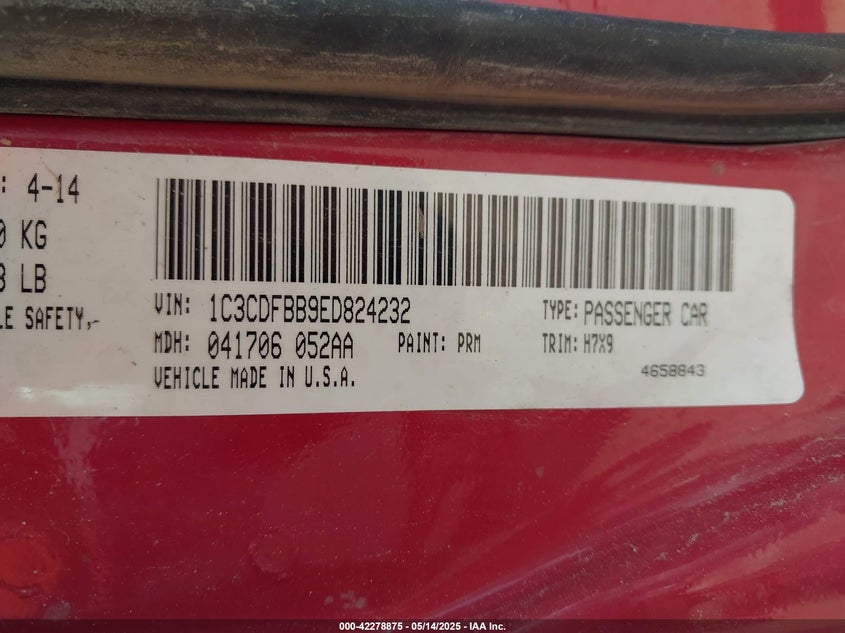 : 4-14
0 KG
8 LB
LE SAFETY,-
VIN: 1C3CDFBB9ED824232
TYPE: PASSENGER CAR
MDH: 041706 052AA
PAINT: PRM
TRIM: H7X9
VEHICLE MADE IN U.S.A.
4658843
000-42278875 - 05/14/2025 - IAA Inc.